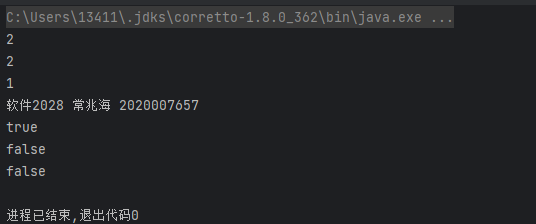 C:\Users\13411\.jdks\corretto-1.8.0_362\bin\java.exe ...
2
2
1
软件2028 常兆海 2020007657
true
false
false
进程已结束,退出代码0